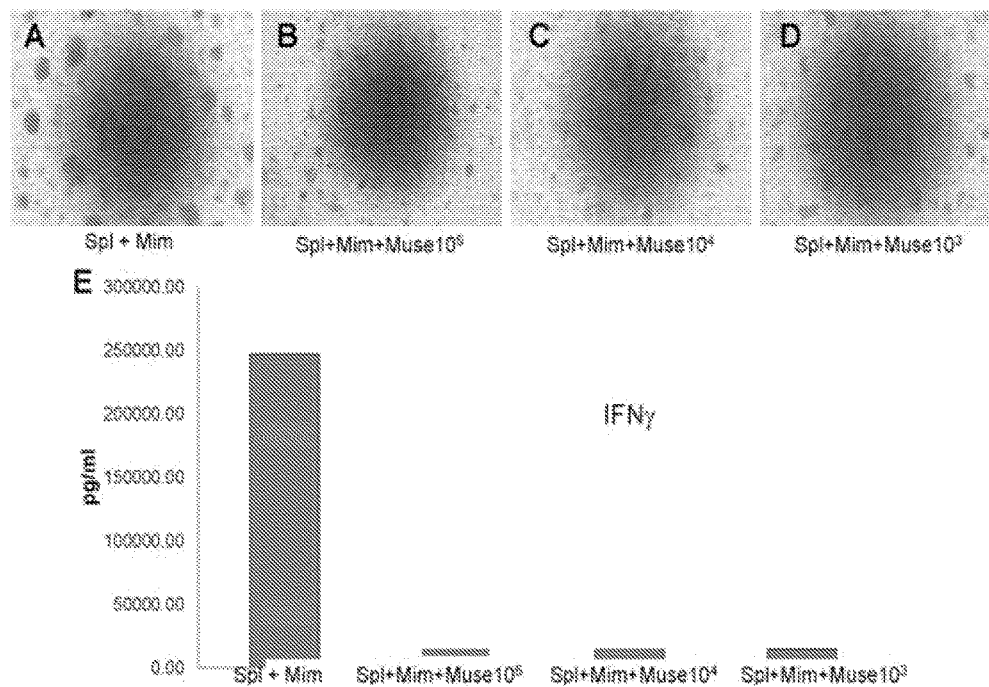 A
B
C
D
Spl + Mim
Spl+Mim+Muse10⁵
Spl+Mim+Muse10⁴
Spl+Mim+Muse10³
E
300000.00
250000.00
200000.00
150000.00
100000.00
50000.00
0.00
pg/ml
IFNγ
Spl + Mim
Spl+Mim+Muse10⁵
Spl+Mim+Muse10⁴
Spl+Mim+Muse10³